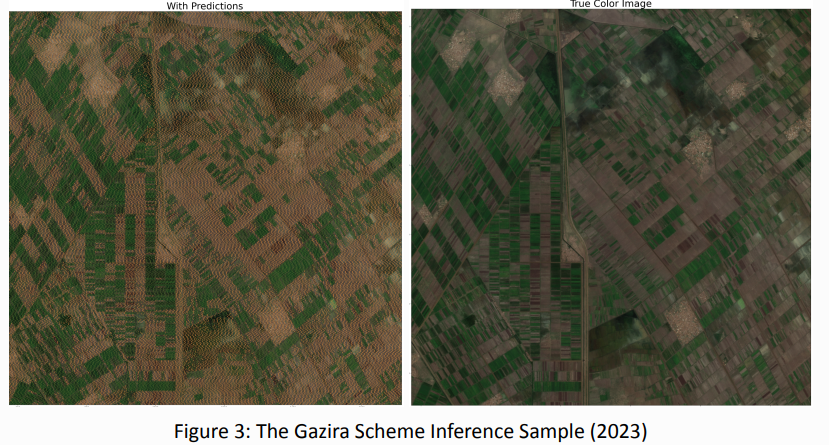 With Predictions
True Color Image
Figure 3: The Gazira Scheme Inference Sample (2023)